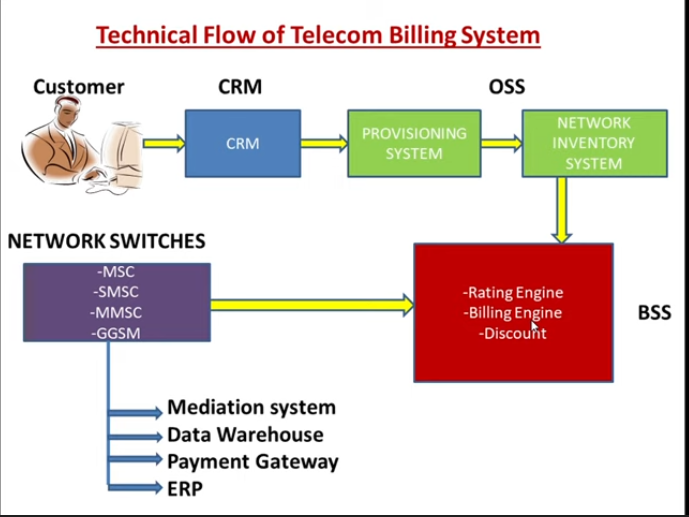 Technical Flow of Telecom Billing System
Customer
CRM
OSS
CRM
PROVISIONING
SYSTEM
NETWORK
INVENTORY
SYSTEM
NETWORK SWITCHES
-MSC
-SMSC
-MMSC
-GGSM
-Rating Engine
-Billing Engine
-Discount
BSS
Mediation system
Data Warehouse
Payment Gateway
ERP